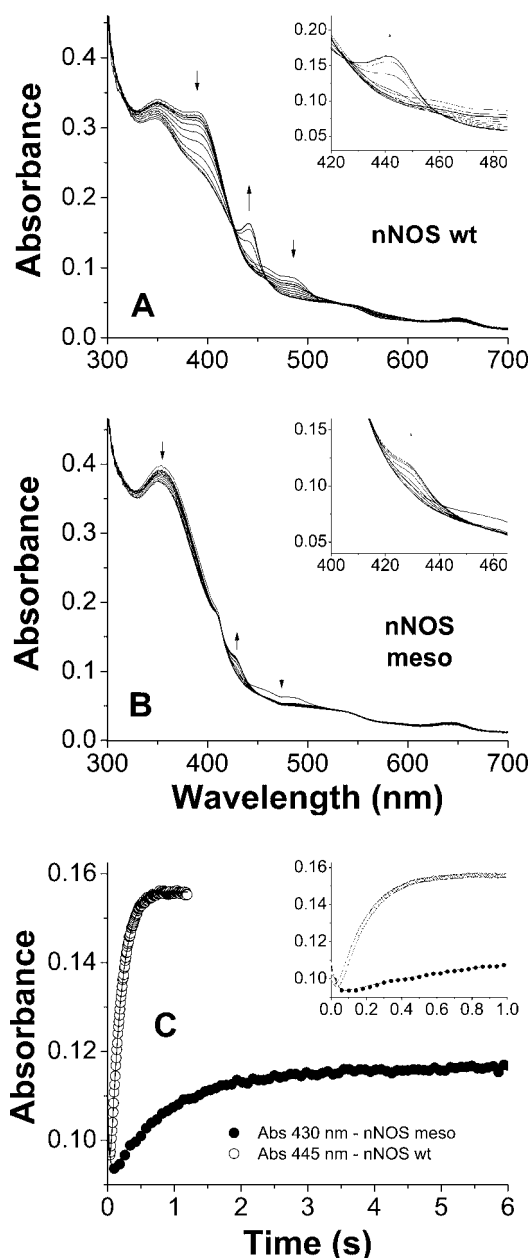 0.4
0.3
0.2
0.1
0.0
Absorbance
0.20
0.15
0.10
0.05
420 440 460 480
nNOS wt
A
300 400 500 600 700
0.4
0.3
0.2
0.1
0.0
Absorbance
0.15
0.10
0.05
400 420 440 460
nNOS
meso
B
300 400 500 600 700
Wavelength (nm)
0.16
0.14
0.12
0.10
Absorbance
0.16
0.14
0.12
0.10
0.0 0.2 0.4 0.6 0.8 1.0
C
Abs 430 nm - nNOS meso
Abs 445 nm - nNOS wt
0 1 2 3 4 5 6
Time (s)